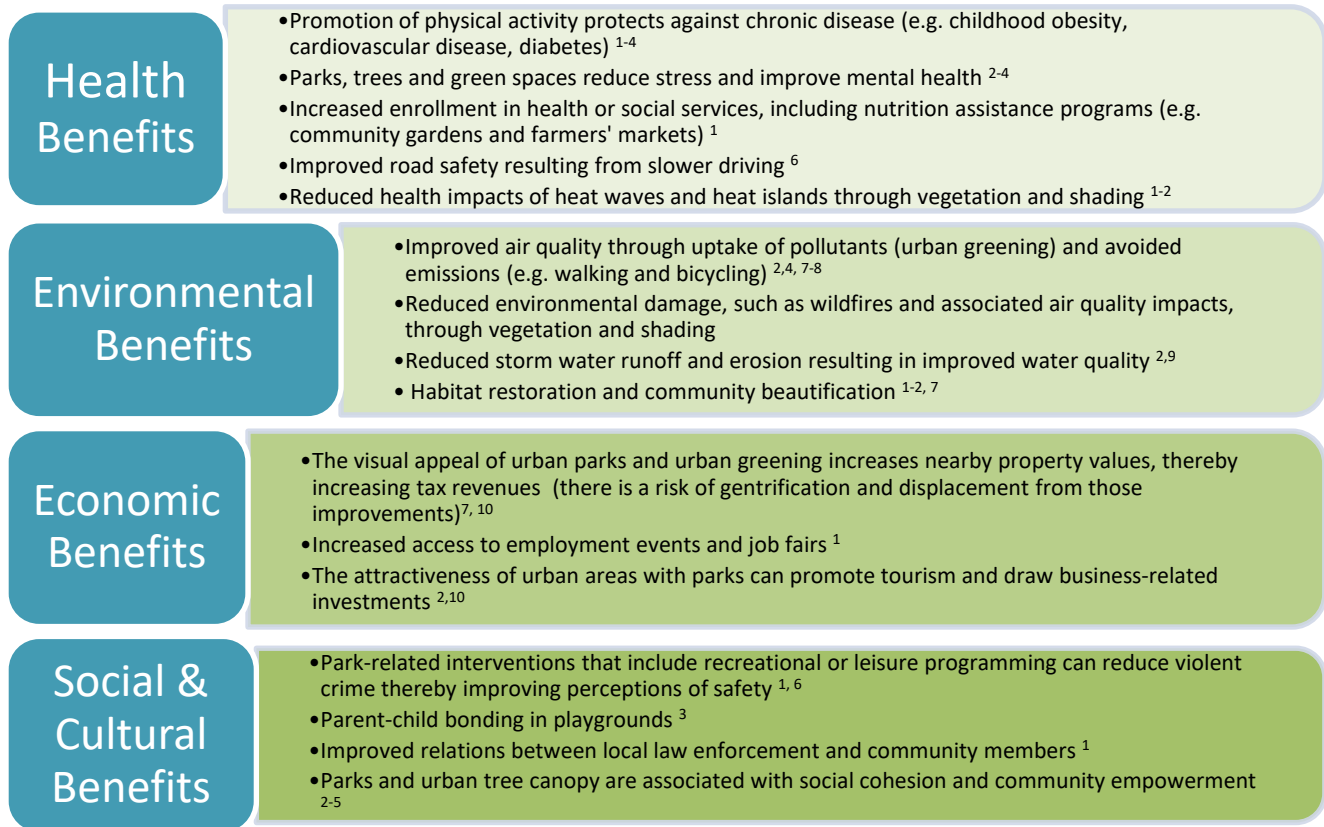 Health
Benefits
•Promotion of physical activity protects against chronic disease (e.g. childhood obesity,
cardiovascular disease, diabetes) 1-4
•Parks, trees and green spaces reduce stress and improve mental health 2-4
•Increased enrollment in health or social services, including nutrition assistance programs (e.g.
community gardens and farmers' markets) 1
•Improved road safety resulting from slower driving 6
•Reduced health impacts of heat waves and heat islands through vegetation and shading 1-2
Environmental
Benefits
•Improved air quality through uptake of pollutants (urban greening) and avoided
emissions (e.g. walking and bicycling) 2,4, 7-8
•Reduced environmental damage, such as wildfires and associated air quality impacts,
through vegetation and shading
•Reduced storm water runoff and erosion resulting in improved water quality 2,9
• Habitat restoration and community beautification 1-2, 7
Economic
Benefits
•The visual appeal of urban parks and urban greening increases nearby property values, thereby
increasing tax revenues (there is a risk of gentrification and displacement from those
improvements)7, 10
•Increased access to employment events and job fairs 1
•The attractiveness of urban areas with parks can promote tourism and draw business-related
investments 2,10
Social &
Cultural
Benefits
•Park-related interventions that include recreational or leisure programming can reduce violent
crime thereby improving perceptions of safety 1, 6
•Parent-child bonding in playgrounds 3
•Improved relations between local law enforcement and community members 1
•Parks and urban tree canopy are associated with social cohesion and community empowerment
2-5